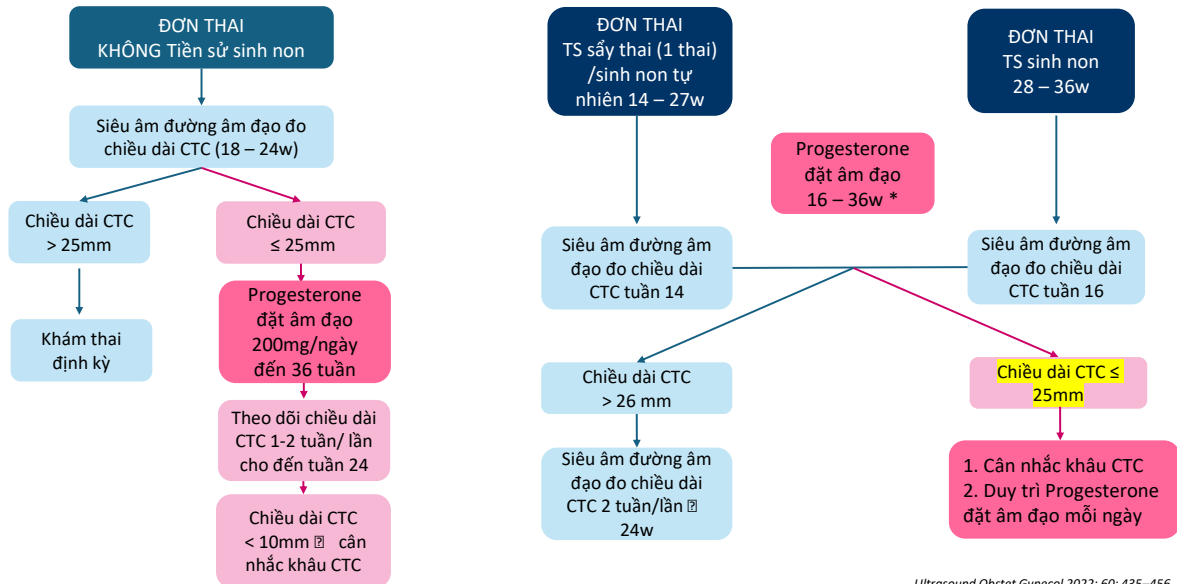 ĐƠN THAI
KHÔNG Tiền sử sinh non
Siêu âm đường âm đạo đo
chiều dài CTC (18 – 24w)
Chiều dài CTC
> 25mm
Khám thai
định kỳ
Chiều dài CTC
≤ 25mm
Progesterone
đặt âm đạo
200mg/ngày
đến 36 tuần
Theo dõi chiều dài
CTC 1-2 tuần/ lần
cho đến tuần 24
Chiều dài CTC
< 10mm ⍰ cân
nhắc khâu CTC
ĐƠN THAI
TS sẩy thai (1 thai)
/sinh non tự
nhiên 14 – 27w
ĐƠN THAI
TS sinh non
28 – 36w
Progesterone
đặt âm đạo
16 – 36w *
Siêu âm đường âm
đạo đo chiều dài
CTC tuần 14
Siêu âm đường âm
đạo đo chiều dài
CTC tuần 16
Chiều dài CTC
> 26 mm
Siêu âm đường âm
đạo đo chiều dài
CTC 2 tuần/lần ⍰
24w
Chiều dài CTC ≤
25mm
1. Cân nhắc khâu CTC
2. Duy trì Progesterone
đặt âm đạo mỗi ngày
Ultrasound Obstet Gynecol 2022; 60: 435–456